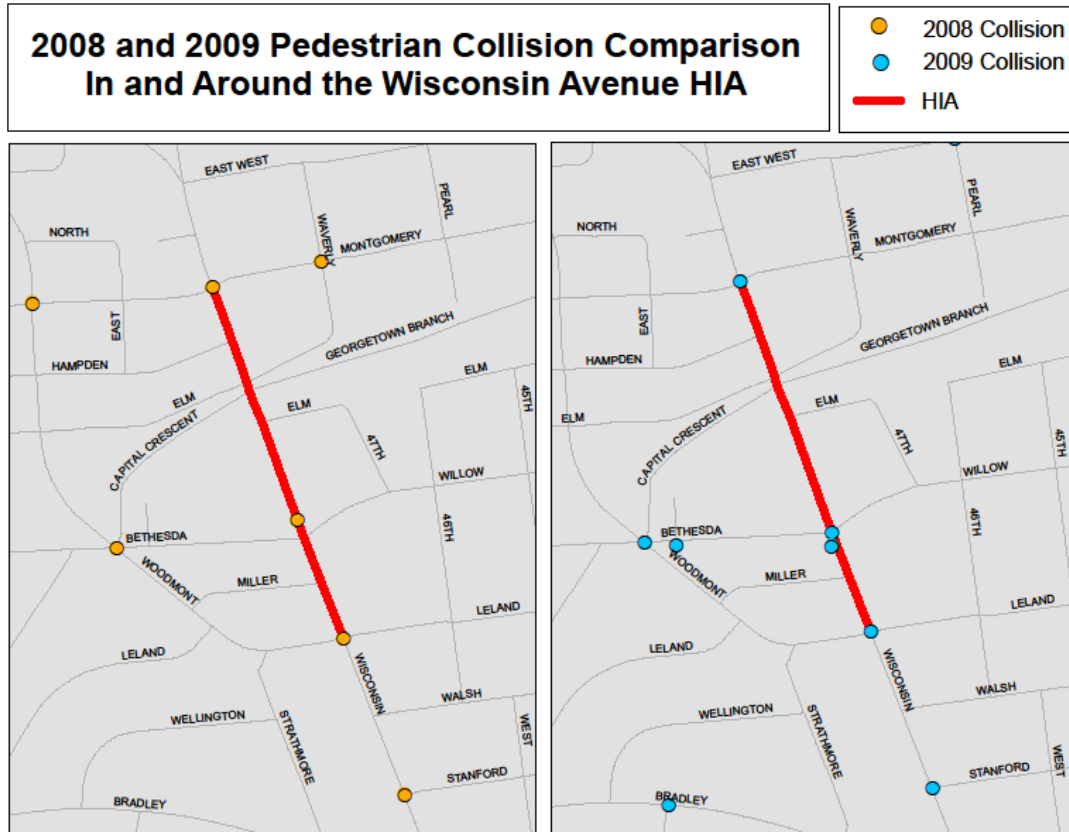 2008 and 2009 Pedestrian Collision Comparison
In and Around the Wisconsin Avenue HIA
2008 Collision
2009 Collision
HIA
EAST WEST
PEARL
WAVERLY
NORTH
MONTGOMERY
EAST
GEORGETOWN BRANCH
HAMPDEN
ELM
ELM
ELM
45TH
CAPITAL CRESCENT
47TH
WILLOW
46TH
BETHESDA
WOODMONT
MILLER
LELAND
LELAND
WISCONSIN
WALSH
WELLINGTON
STRATHMORE
WEST
STANFORD
BRADLEY
EAST WEST
PEARL
WAVERLY
NORTH
MONTGOMERY
EAST
GEORGETOWN BRANCH
HAMPDEN
ELM
ELM
ELM
45TH
CAPITAL CRESCENT
47TH
WILLOW
46TH
BETHESDA
WOODMONT
MILLER
LELAND
LELAND
WISCONSIN
WALSH
WELLINGTON
STRATHMORE
WEST
STANFORD
BRADLEY